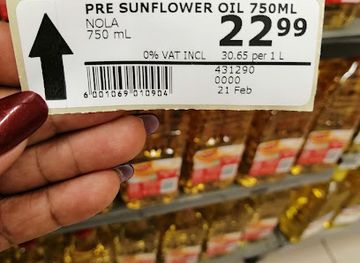 PRE SUNFLOWER OIL 750ML
NOLA
750 mL
22.99
0% VAT INCL 30.65 per 1 L
6 001069 010904
431290
0000
21 Feb